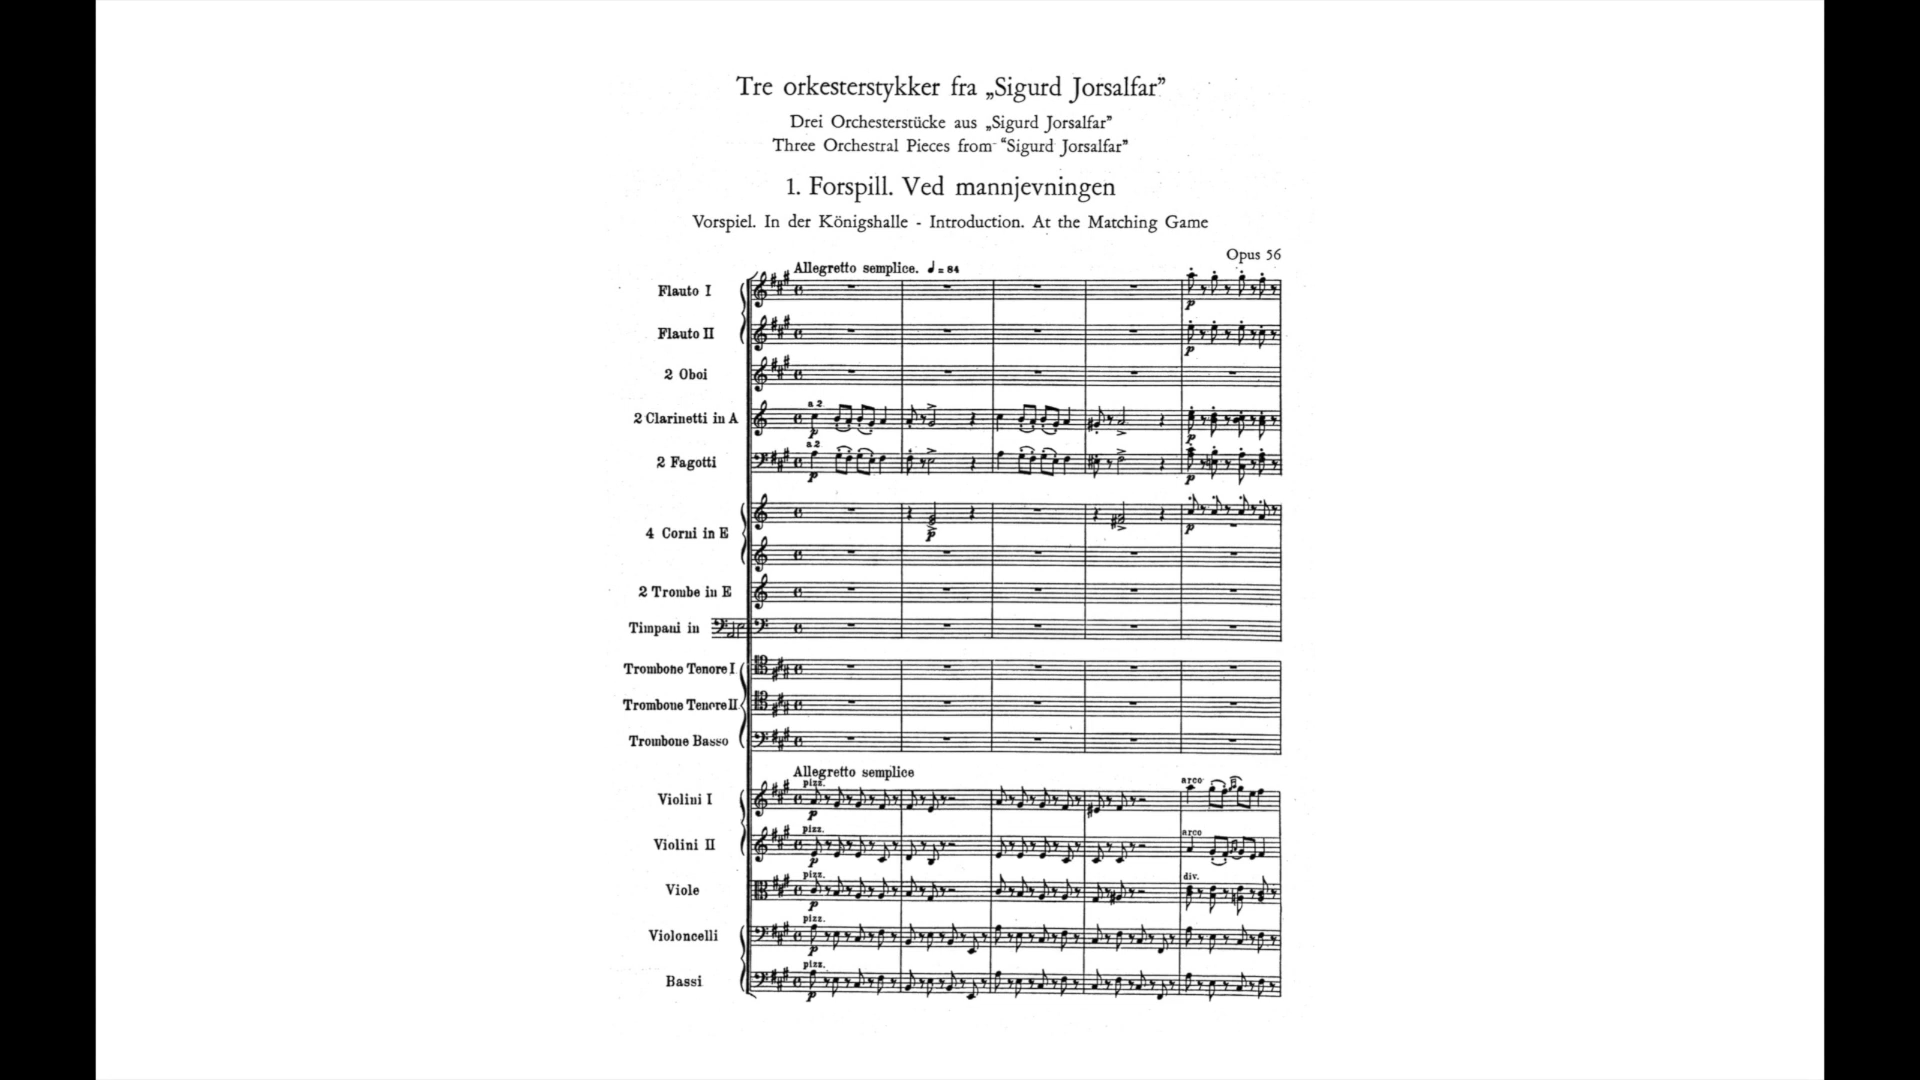 Tre orkesterstykker fra „Sigurd Jorsalfar”
Drei Orchesterstücke aus „Sigurd Jorsalfar”
Three Orchestral Pieces from “Sigurd Jorsalfar”
1. Forspill. Ved mannjevningen
Vorspiel. In der Königshalle - Introduction. At the Matching Game
Opus 56
Allegretto semplice. ♩ = 84
Flauto I
p
Flauto II
p
2 Oboi
a 2
2 Clarinetti in A
p
p
a 2
2 Fagotti
p
p
4 Corni in E
p
p
2 Trombe in E
Timpani in
Trombone Tenore I
Trombone Tenore II
Trombone Basso
Allegretto semplice
pizz.
arco
Violini I
p
pizz.
arco
Violini II
p
pizz.
div.
Viole
p
pizz.
Violoncelli
p
pizz.
Bassi
p